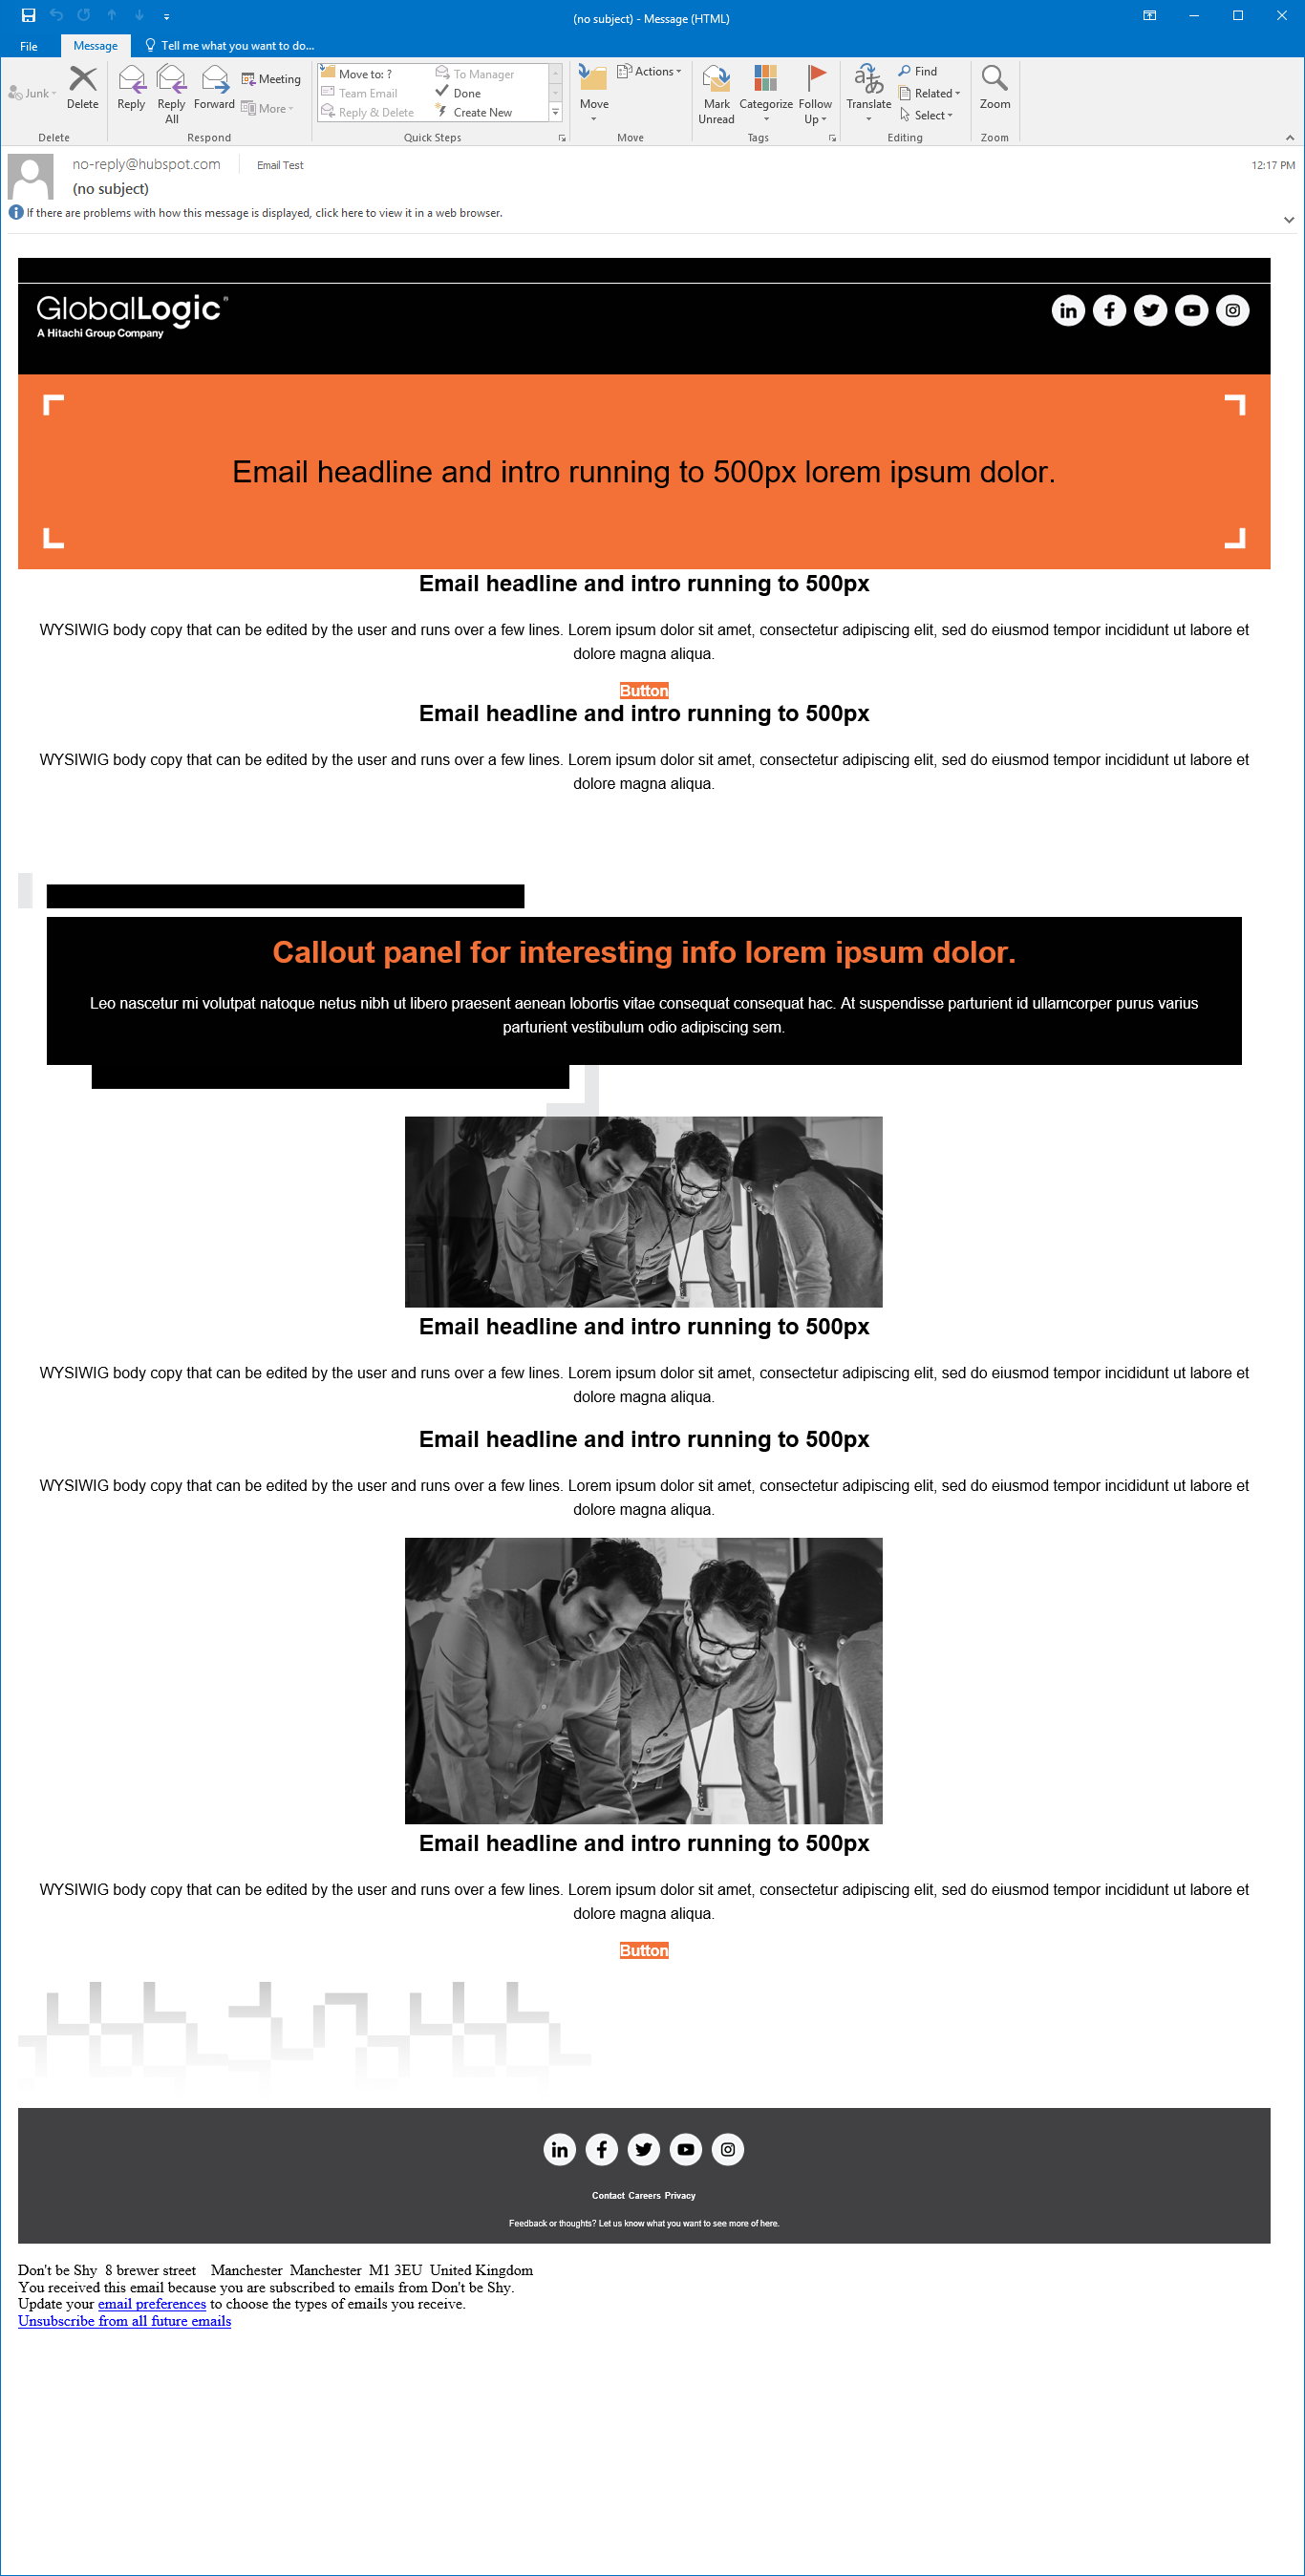 (no subject) - Message (HTML)
File Message Tell me what you want to do...
Junk Delete Reply Reply All Forward Meeting More
Move to: ? To Manager
Team Email Done
Reply & Delete Create New
Move Actions Mark Unread Categorize Follow Up Translate Find Related Select Zoom
Delete Respond Quick Steps Move Tags Editing Zoom
no-reply@hubspot.com Email Test 12:17 PM
(no subject)
If there are problems with how this message is displayed, click here to view it in a web browser.
GlobalLogic®
A Hitachi Group Company
Email headline and intro running to 500px lorem ipsum dolor.
Email headline and intro running to 500px
WYSIWIG body copy that can be edited by the user and runs over a few lines. Lorem ipsum dolor sit amet, consectetur adipiscing elit, sed do eiusmod tempor incididunt ut labore et
dolore magna aliqua.
Button
Email headline and intro running to 500px
WYSIWIG body copy that can be edited by the user and runs over a few lines. Lorem ipsum dolor sit amet, consectetur adipiscing elit, sed do eiusmod tempor incididunt ut labore et
dolore magna aliqua.
Callout panel for interesting info lorem ipsum dolor.
Leo nascetur mi volutpat natoque netus nibh ut libero praesent aenean lobortis vitae consequat consequat hac. At suspendisse parturient id ullamcorper purus varius
parturient vestibulum odio adipiscing sem.
Email headline and intro running to 500px
WYSIWIG body copy that can be edited by the user and runs over a few lines. Lorem ipsum dolor sit amet, consectetur adipiscing elit, sed do eiusmod tempor incididunt ut labore et
dolore magna aliqua.
Email headline and intro running to 500px
WYSIWIG body copy that can be edited by the user and runs over a few lines. Lorem ipsum dolor sit amet, consectetur adipiscing elit, sed do eiusmod tempor incididunt ut labore et
dolore magna aliqua.
Email headline and intro running to 500px
WYSIWIG body copy that can be edited by the user and runs over a few lines. Lorem ipsum dolor sit amet, consectetur adipiscing elit, sed do eiusmod tempor incididunt ut labore et
dolore magna aliqua.
Button
Contact Careers Privacy
Feedback or thoughts? Let us know what you want to see more of here.
Don't be Shy 8 brewer street Manchester Manchester M1 3EU United Kingdom
You received this email because you are subscribed to emails from Don't be Shy.
Update your email preferences to choose the types of emails you receive.
Unsubscribe from all future emails